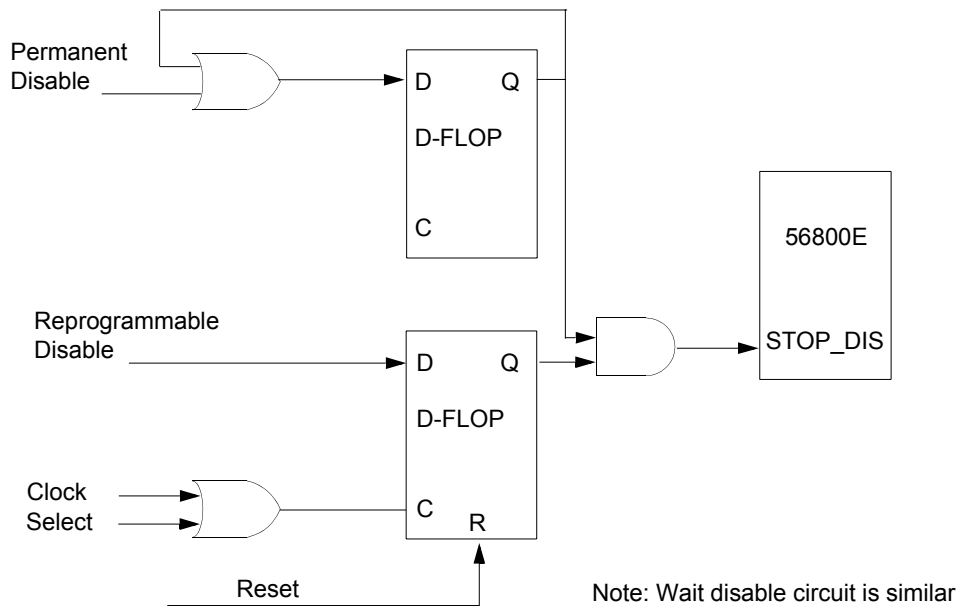 Permanent
Disable
D Q
D-FLOP
C
56800E
STOP_DIS
Reprogrammable
Disable
D Q
D-FLOP
Clock
Select
C
R
Reset
Note: Wait disable circuit is similar